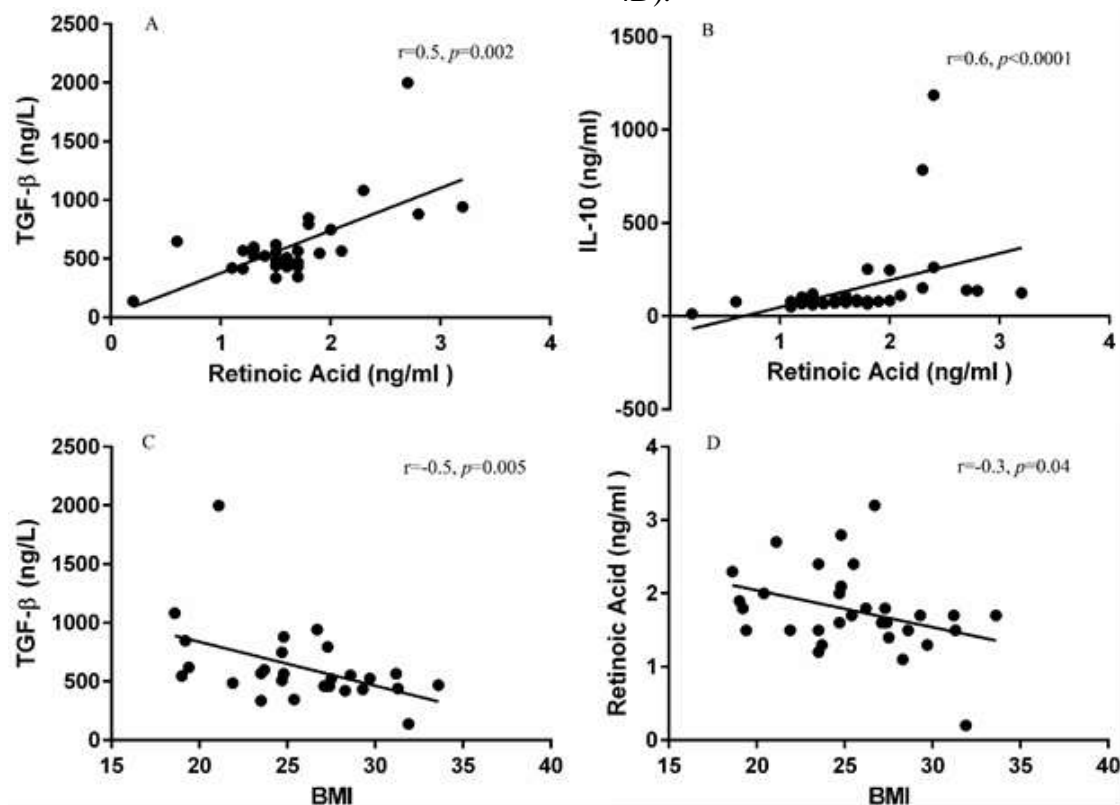 .D).
A
r=0.5, p=0.002
TGF-β (ng/L)
2500
2000
1500
1000
500
0
0 1 2 3 4
Retinoic Acid (ng/ml )
B
r=0.6, p<0.0001
IL-10 (ng/ml)
1500
1000
500
0
-500
1 2 3 4
Retinoic Acid (ng/ml )
C
r=-0.5, p=0.005
TGF-β (ng/L)
2500
2000
1500
1000
500
0
15 20 25 30 35 40
BMI
D
r=-0.3, p=0.04
Retinoic Acid (ng/ml )
4
3
2
1
0
15 20 25 30 35 40
BMI